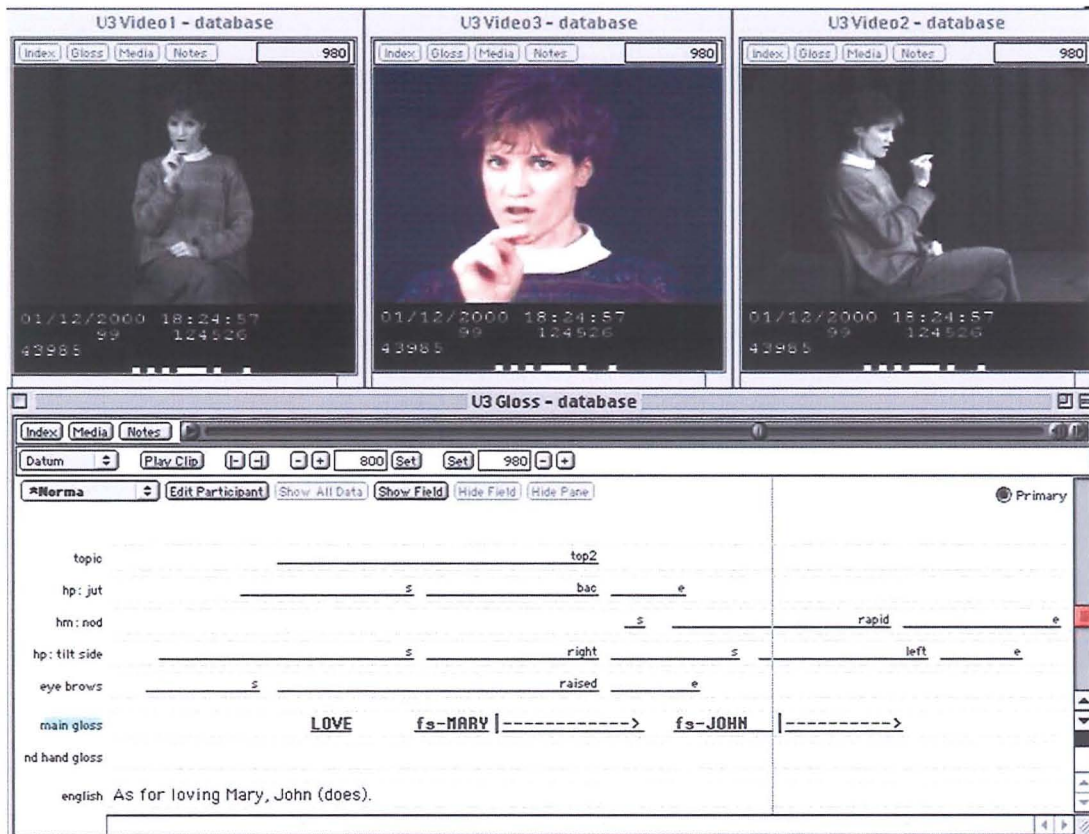 U3 Video1 - database U3 Video3 - database U3 Video2 - database
Index Gloss Media Notes 980 Index Gloss Media Notes 980 Index Gloss Media Notes 980
01/12/2000 18:24:57 01/12/2000 18:24:57 01/12/2000 18:24:57
99 124526 99 124526 99 124526
43985 43985 43985
U3 Gloss - database
Index Media Notes
Datum Play Clip |- -| - + 800 Set Set 980 - +
*Norma Edit Participant Show All Data Show Field Hide Field Hide Pane Primary
topic top2
hp: jut s bac e
hm: nod s rapid e
hp: tilt side s right s left e
eye brows s raised e
main gloss LOVE fs-MARY |------------> fs-JOHN |---------->
nd hand gloss
english As for loving Mary, John (does).